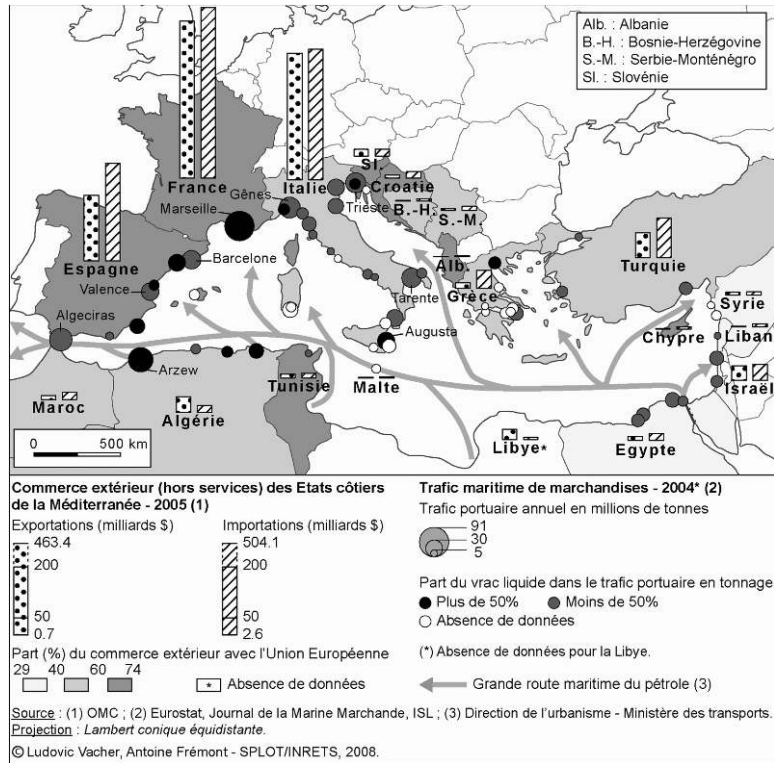 Alb. : Albanie
B.-H. : Bosnie-Herzégovine
S.-M. : Serbie-Monténégro
Sl. : Slovénie
France
Italie
Sl.
Croatie
Gênes
Marseille
Trieste
B.-H.
S.-M.
Espagne
Barcelone
Alb.
Turquie
Valence
Grèce
Tarente
Syrie
Algeciras
Augusta
Chypre
Liban
Arzew
Tunisie
Malte
Israël
Maroc
Algérie
Libye*
Egypte
0 500 km
Commerce extérieur (hors services) des Etats côtiers
de la Méditerranée - 2005 (1)
Exportations (milliards $)
463.4
200
50
0.7
Importations (milliards $)
504.1
200
50
2.6
Part (%) du commerce extérieur avec l'Union Européenne
29 40 60 74
* Absence de données
Trafic maritime de marchandises - 2004* (2)
Trafic portuaire annuel en millions de tonnes
91
30
5
Part du vrac liquide dans le trafic portuaire en tonnage
Plus de 50% Moins de 50%
Absence de données
(*) Absence de données pour la Libye.
Grande route maritime du pétrole (3)
Source : (1) OMC ; (2) Eurostat, Journal de la Marine Marchande, ISL ; (3) Direction de l'urbanisme - Ministère des transports.
Projection : Lambert conique équidistante.
© Ludovic Vacher, Antoine Frémont - SPLOT/INRETS, 2008.